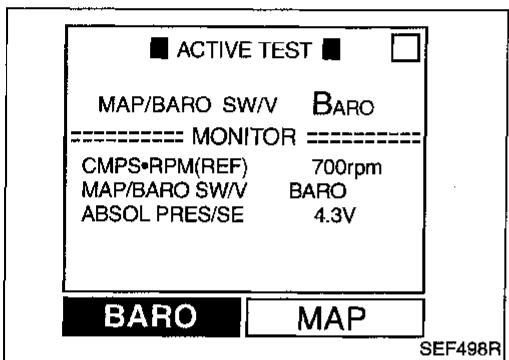 ■ ACTIVE TEST ■ □
MAP/BARO SW/V BARO
========= MONITOR =========
CMPS•RPM(REF) 700rpm
MAP/BARO SW/V BARO
ABSOL PRES/SE 4.3V
BARO MAP
SEF498R